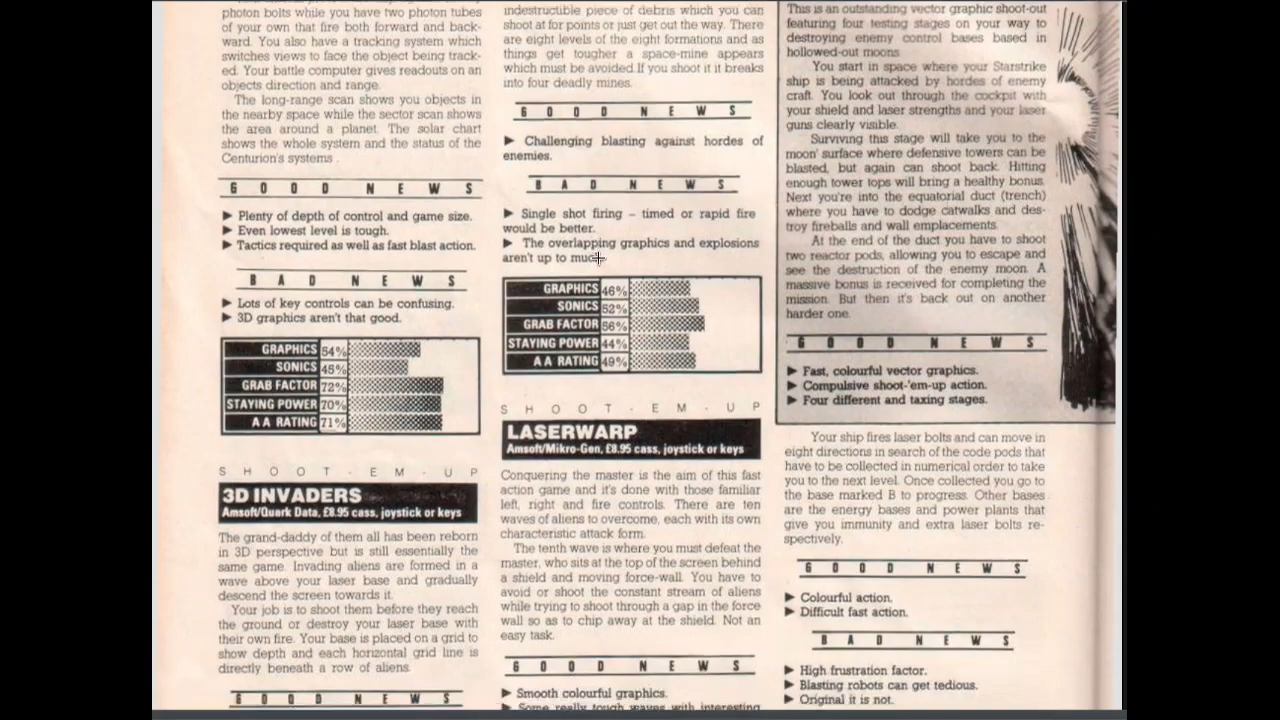 photon bolts while you have two photon tubes
of your own that fire both forward and back-
ward. You also have a tracking system which
switches views to face the object being track-
ed. Your battle computer gives readouts on an
objects direction and range.
The long-range scan shows you objects in
the nearby space while the sector scan shows
the area around a planet. The solar chart
shows the whole system and the status of the
Centurion's systems .
GOOD NEWS
► Plenty of depth of control and game size.
► Even lowest level is tough.
► Tactics required as well as fast blast action.
BAD NEWS
► Lots of key controls can be confusing.
► 3D graphics aren't that good.
GRAPHICS 54%
SONICS 45%
GRAB FACTOR 72%
STAYING POWER 70%
A A RATING 71%
SHOOT-EM-UP
3D INVADERS
Amsoft/Quark Data, £8.95 cass, joystick or keys
The grand-daddy of them all has been reborn
in 3D perspective but is still essentially the
same game. Invading aliens are formed in a
wave above your laser base and gradually
descend the screen towards it.
Your job is to shoot them before they reach
the ground or destroy your laser base with
their own fire. Your base is placed on a grid to
show depth and each horizontal grid line is
directly beneath a row of aliens.
GOOD NEWS
indestructible piece of debris which you can
shoot at for points or just get out the way. There
are eight levels of the eight formations and as
things get tougher a space-mine appears
which must be avoided. If you shoot it it breaks
into four deadly mines.
GOOD NEWS
► Challenging blasting against hordes of
enemies.
BAD NEWS
► Single shot firing – timed or rapid fire
would be better.
► The overlapping graphics and explosions
aren't up to much
GRAPHICS 46%
SONICS 52%
GRAB FACTOR 56%
STAYING POWER 44%
A A RATING 49%
SHOOT-EM-UP
LASERWARP
Amsoft/Mikro-Gen, £8.95 cass, joystick or keys
Conquering the master is the aim of this fast
action game and it's done with those familiar
left, right and fire controls. There are ten
waves of aliens to overcome, each with its own
characteristic attack form.
The tenth wave is where you must defeat the
master, who sits at the top of the screen behind
a shield and moving force-wall. You have to
avoid or shoot the constant stream of aliens
while trying to shoot through a gap in the force
wall so as to chip away at the shield. Not an
easy task.
GOOD NEWS
► Smooth colourful graphics.
► Some really tough waves with interesting
This is an outstanding vector graphic shoot-out
featuring four testing stages on your way to
destroying enemy control bases based in
hollowed-out moons.
You start in space where your Starstrike
ship is being attacked by hordes of enemy
craft. You look out through the cockpit with
your shield and laser strengths and your laser
guns clearly visible.
Surviving this stage will take you to the
moon' surface where defensive towers can be
blasted, but again can shoot back. Hitting
enough tower tops will bring a healthy bonus.
Next you're into the equatorial duct (trench)
where you have to dodge catwalks and des-
troy fireballs and wall emplacements.
At the end of the duct you have to shoot
two reactor pods, allowing you to escape and
see the destruction of the enemy moon. A
massive bonus is received for completing the
mission. But then it's back out on another
harder one.
GOOD NEWS
► Fast, colourful vector graphics.
► Compulsive shoot-'em-up action.
► Four different and taxing stages.
Your ship fires laser bolts and can move in
eight directions in search of the code pods that
have to be collected in numerical order to take
you to the next level. Once collected you go to
the base marked B to progress. Other bases
are the energy bases and power plants that
give you immunity and extra laser bolts re-
spectively.
GOOD NEWS
► Colourful action.
► Difficult fast action.
BAD NEWS
► High frustration factor.
► Blasting robots can get tedious.
► Original it is not.